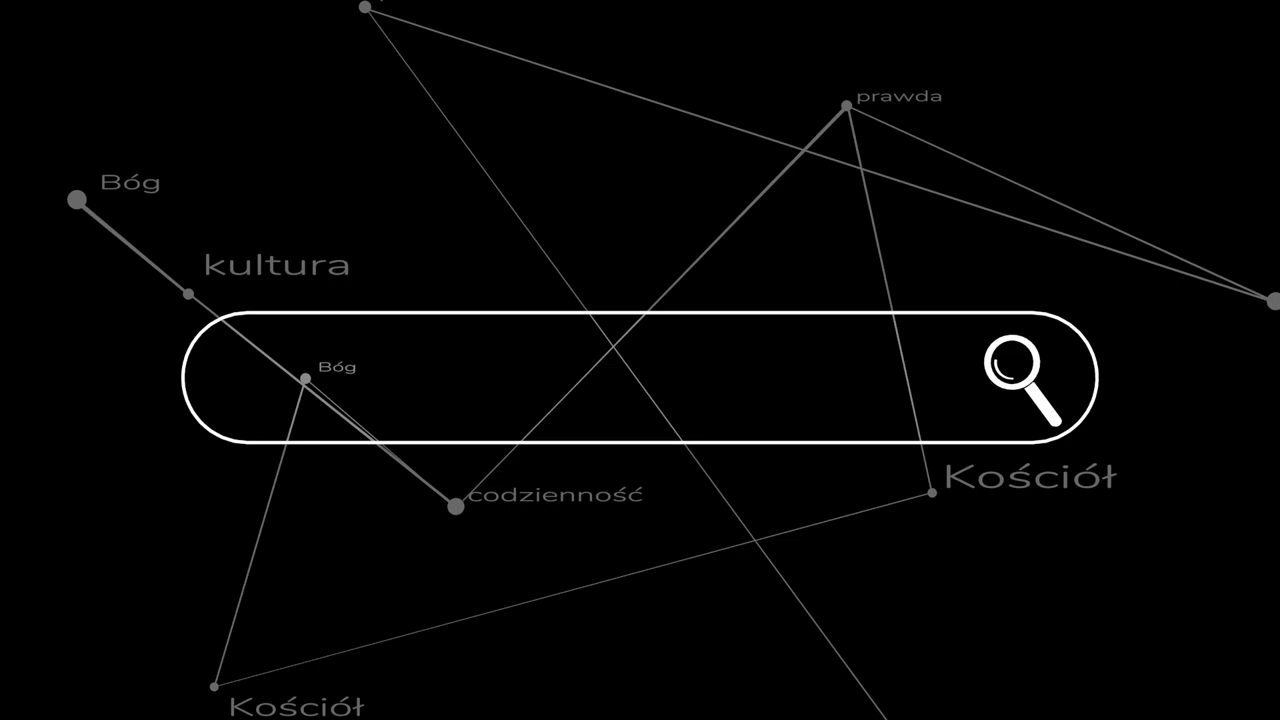 prawda
Bóg
kultura
Bóg
Kościół
codzienność
Kościół